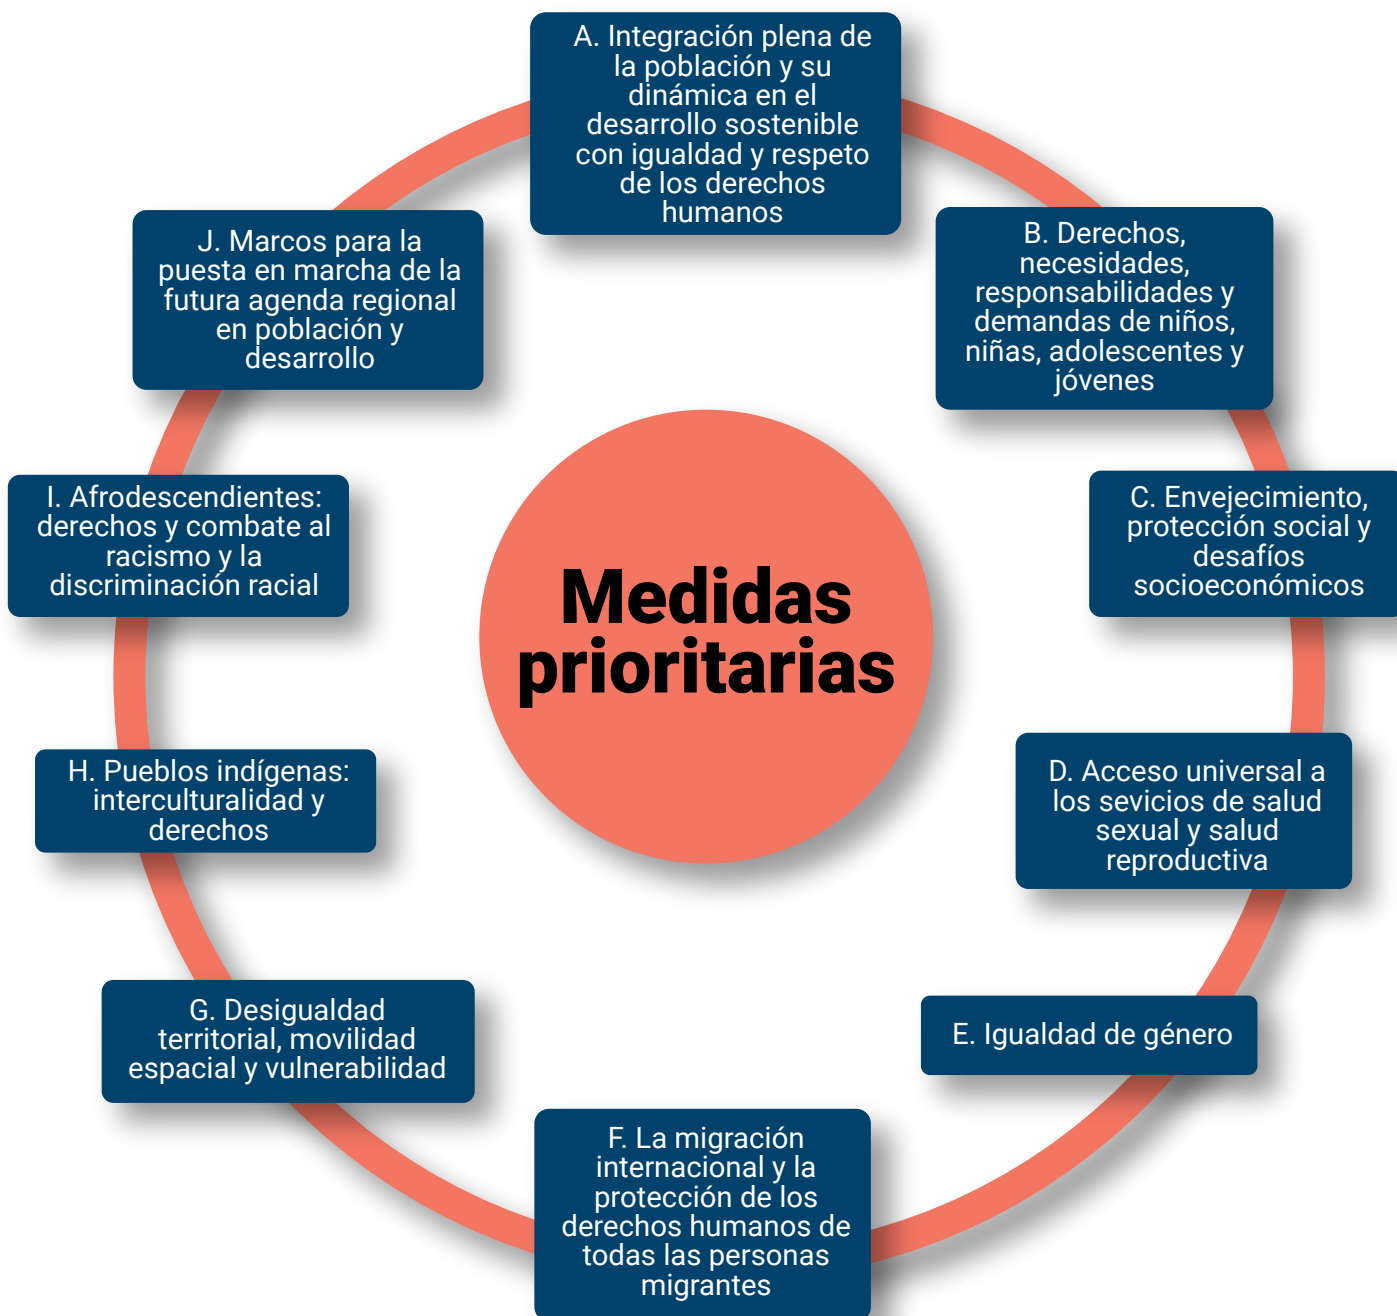 A. Integración plena de
la población y su
dinámica en el
desarrollo sostenible
con igualdad y respeto
de los derechos
humanos
B. Derechos,
necesidades,
responsabilidades y
demandas de niños,
niñas, adolescentes y
jóvenes
C. Envejecimiento,
protección social y
desafíos
socioeconómicos
D. Acceso universal a
los sevicios de salud
sexual y salud
reproductiva
E. Igualdad de género
F. La migración
internacional y la
protección de los
derechos humanos de
todas las personas
migrantes
G. Desigualdad
territorial, movilidad
espacial y vulnerabilidad
H. Pueblos indígenas:
interculturalidad y
derechos
I. Afrodescendientes:
derechos y combate al
racismo y la
discriminación racial
J. Marcos para la
puesta en marcha de la
futura agenda regional
en población y
desarrollo
Medidas
prioritarias